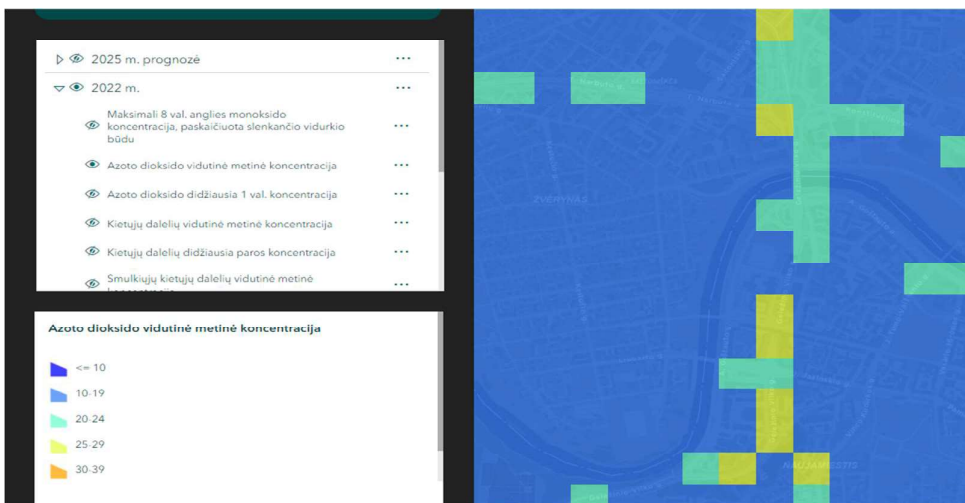 2025 m. prognozė
2022 m.
Maksimali 8 val. anglies monoksido
koncentracija, paskaičiuota slenkančio vidurkio
būdu
Azoto dioksido vidutinė metinė koncentracija
Azoto dioksido didžiausia 1 val. koncentracija
Kietųjų dalelių vidutinė metinė koncentracija
Kietųjų dalelių didžiausia paros koncentracija
Smulkiųjų kietųjų dalelių vidutinė metinė
Azoto dioksido vidutinė metinė koncentracija
<= 10
10-19
20-24
25-29
30-39
ŽVĖRYNAS
NAUJAMIESTIS